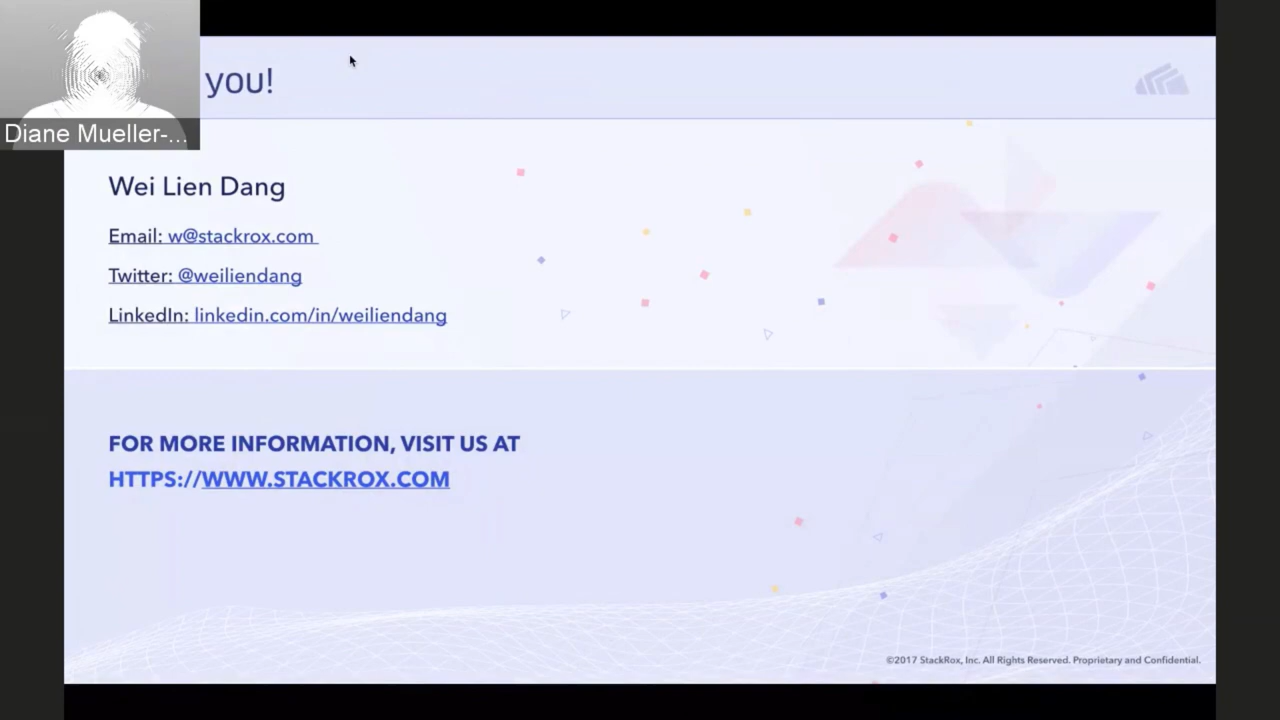 you!
Diane Mueller-...
Wei Lien Dang
Email: w@stackrox.com
Twitter: @weiliendang
LinkedIn: linkedin.com/in/weiliendang
FOR MORE INFORMATION, VISIT US AT
HTTPS://WWW.STACKROX.COM
©2017 StackRox, Inc. All Rights Reserved. Proprietary and Confidential.